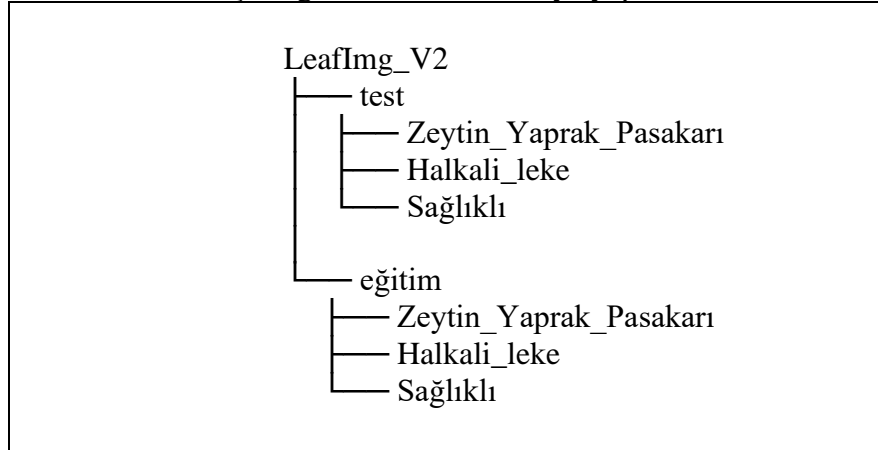 LeafImg_V2
test
Zeytin_Yaprak_Pasakarı
Halkali_leke
Sağlıklı
eğitim
Zeytin_Yaprak_Pasakarı
Halkali_leke
Sağlıklı